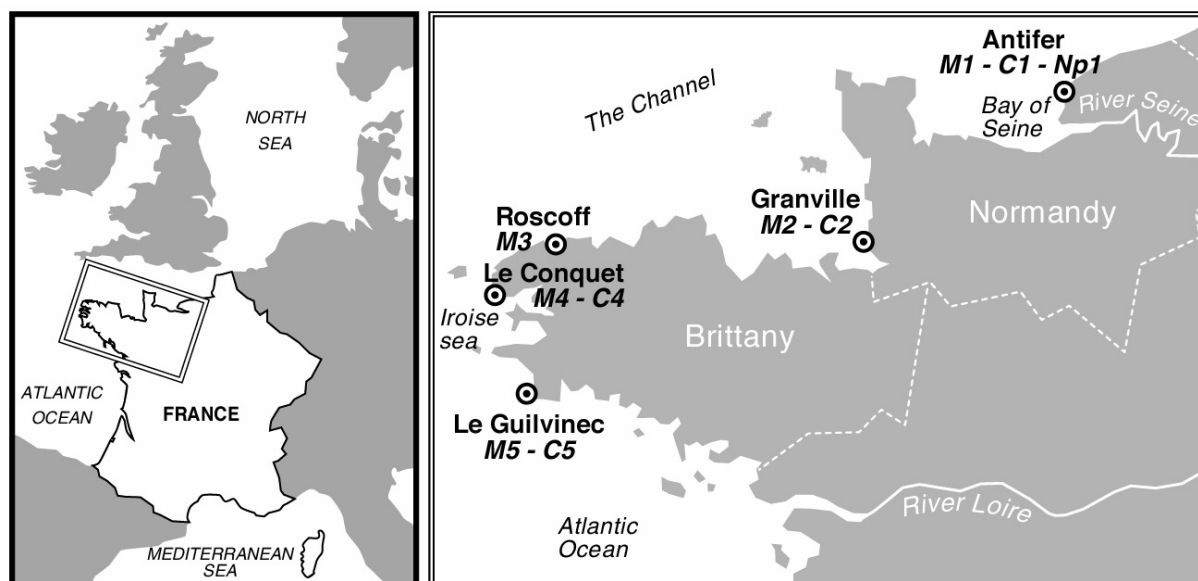 NORTH
SEA
ATLANTIC
OCEAN
FRANCE
MEDITERRANEAN
SEA
The Channel
Antifer
M1 - C1 - Np1
Bay of
Seine
River Seine
Granville
M2 - C2
Normandy
Roscoff
M3
Le Conquet
M4 - C4
Iroise
sea
Brittany
Le Guilvinec
M5 - C5
Atlantic
Ocean
River Loire